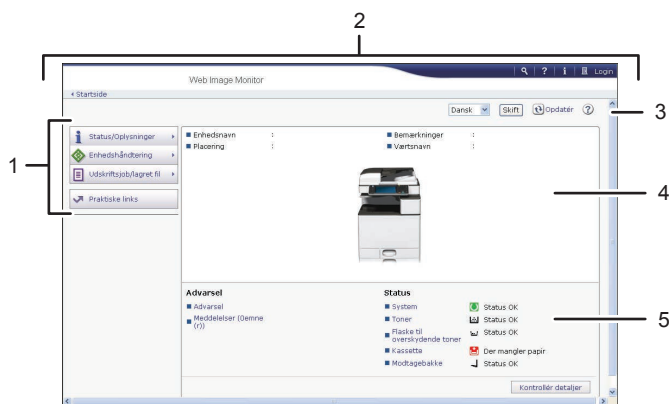 2
Web Image Monitor
? i Login
Startside
Dansk Skift Opdatér ?
3
1
Status/Oplysninger
Enhedshåndtering
Udskriftsjob/lagret fil
Praktiske links
Enhedsnavn : Bemærkninger :
Placering : Værtsnavn :
4
Advarsel
Advarsel
Meddelelser (0emne
(r))
Status
System Status OK
Toner Status OK
Flaske til
overskydende toner Status OK
Kassette Der mangler papir
Modtagebakke Status OK
5
Kontrollér detaljer